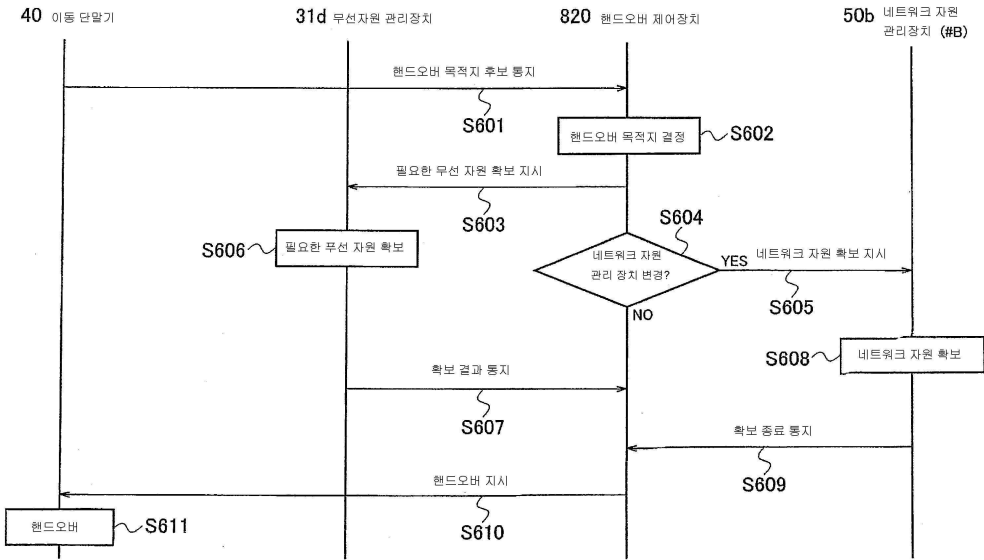 40 이동 단말기
31d 무선자원 관리장치
820 핸드오버 제어장치
50b 네트워크 자원
관리장치 (#B)
핸드오버 목적지 후보 통지
S601
핸드오버 목적지 결정
S602
필요한 무선 자원 확보 지시
S603
S604
S606
필요한 푸선 자원 확보
네트워크 자원
관리 장치 변경?
YES
네트워크 자원 확보 지시
S605
NO
S608
네트워크 자원 확보
확보 결과 통지
S607
확보 종료 통지
S609
핸드오버 지시
S610
핸드오버
S611